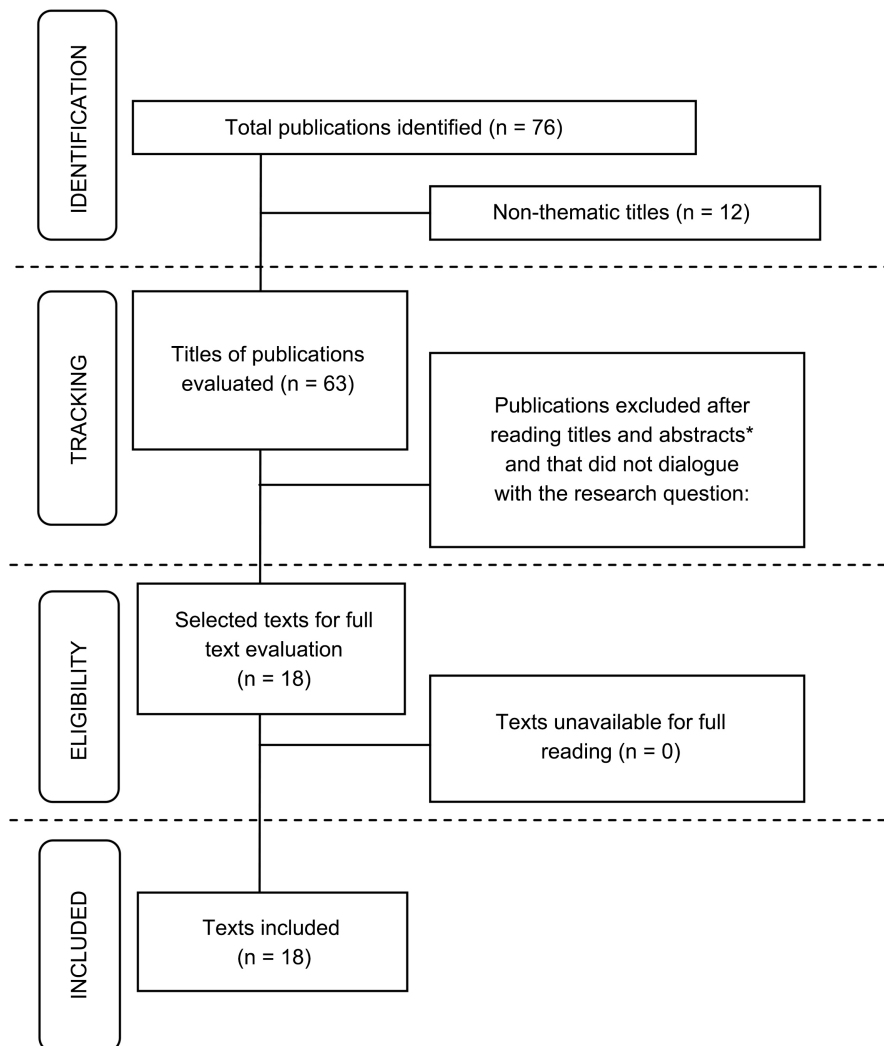 IDENTIFICATION
Total publications identified (n = 76)
Non-thematic titles (n = 12)
TRACKING
Titles of publications
evaluated (n = 63)
Publications excluded after
reading titles and abstracts*
and that did not dialogue
with the research question:
ELIGIBILITY
Selected texts for full
text evaluation
(n = 18)
Texts unavailable for full
reading (n = 0)
INCLUDED
Texts included
(n = 18)